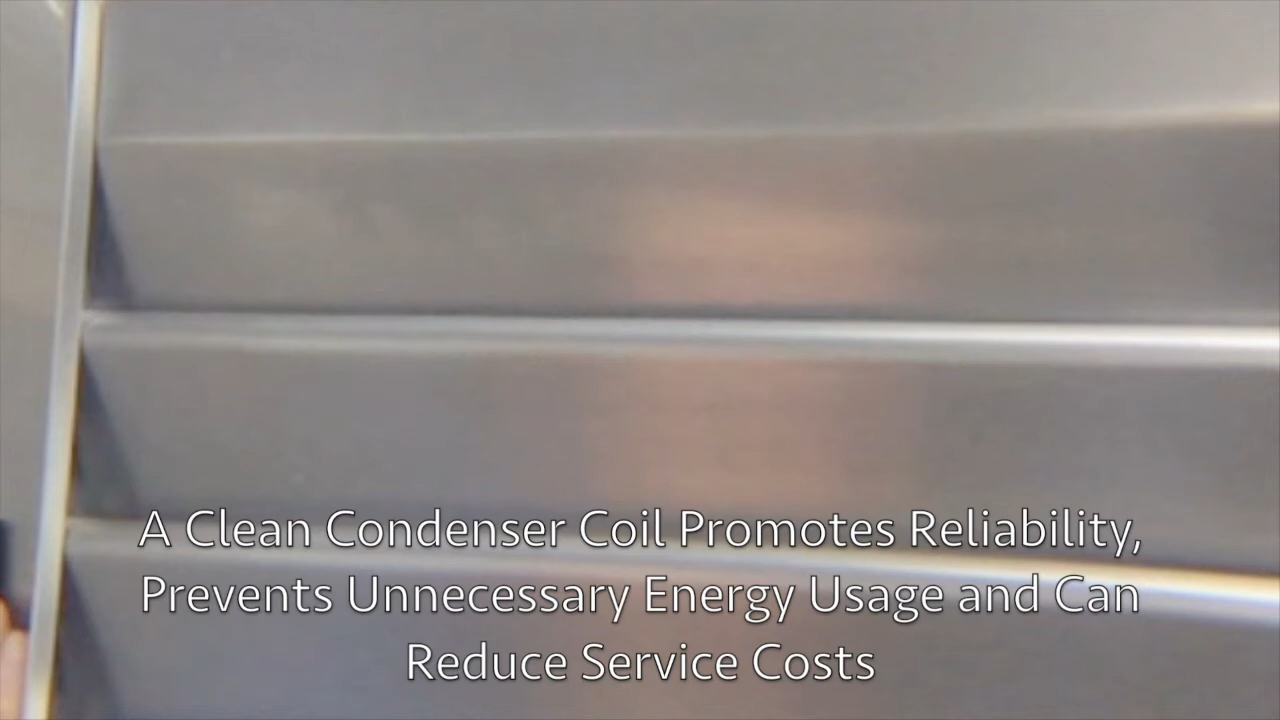 A Clean Condenser Coil Promotes Reliability,
Prevents Unnecessary Energy Usage and Can
Reduce Service Costs